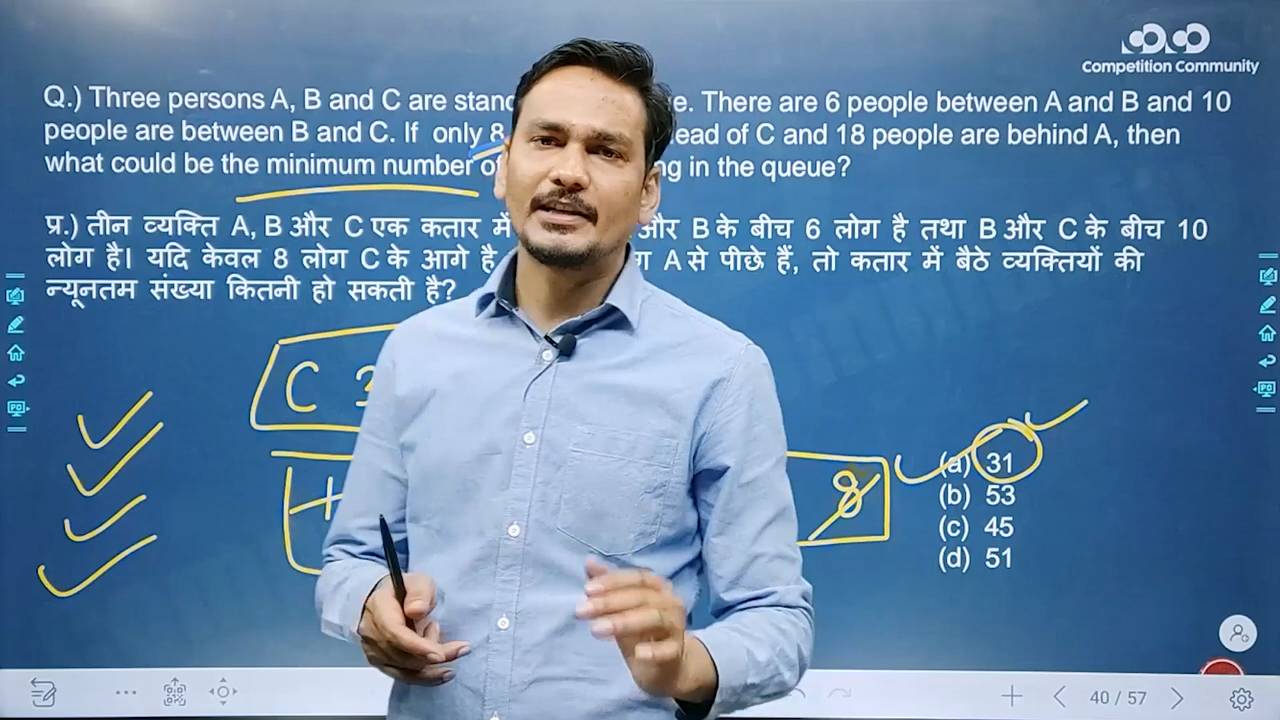 Competition Community
Q.) Three persons A, B and C are stand e. There are 6 people between A and B and 10
people are between B and C. If only 8 ead of C and 18 people are behind A, then
what could be the minimum number o ng in the queue?
प्र.) तीन व्यक्ति A, B और C एक कतार में और B के बीच 6 लोग है तथा B और C के बीच 10
लोग है। यदि केवल 8 लोग C के आगे है A से पीछे हैं, तो कतार में बैठे व्यक्तियों की
न्यूनतम संख्या कितनी हो सकती है?
C 3
8
(a) 31
(b) 53
(c) 45
(d) 51
40 / 57